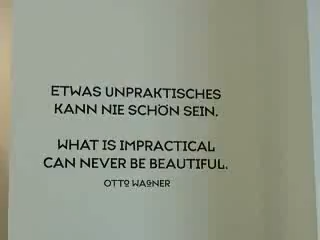 ETWAS UNPRAKTISCHES
KANN NIE SCHÖN SEIN.
WHAT IS IMPRACTICAL
CAN NEVER BE BEAUTIFUL.
OTTO WAGNER